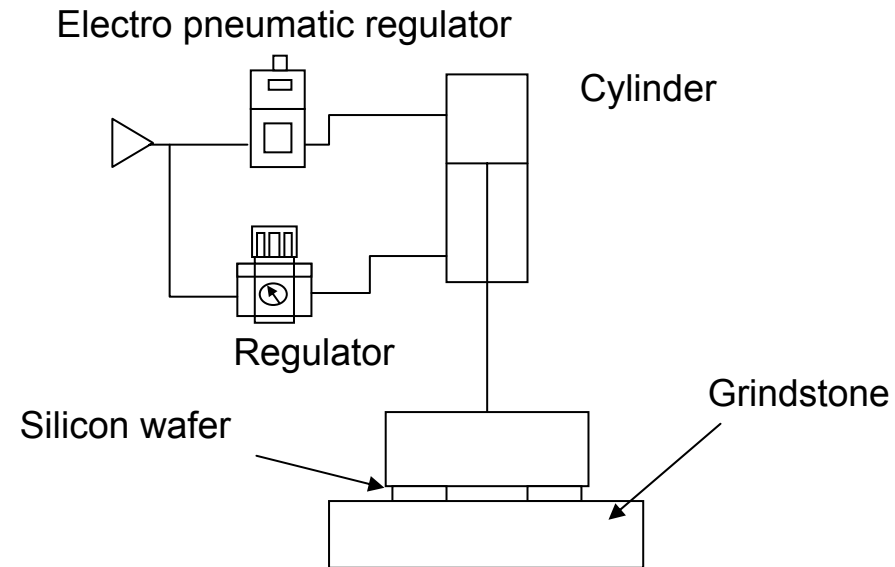 Electro pneumatic regulator
Cylinder
Regulator
Grindstone
Silicon wafer